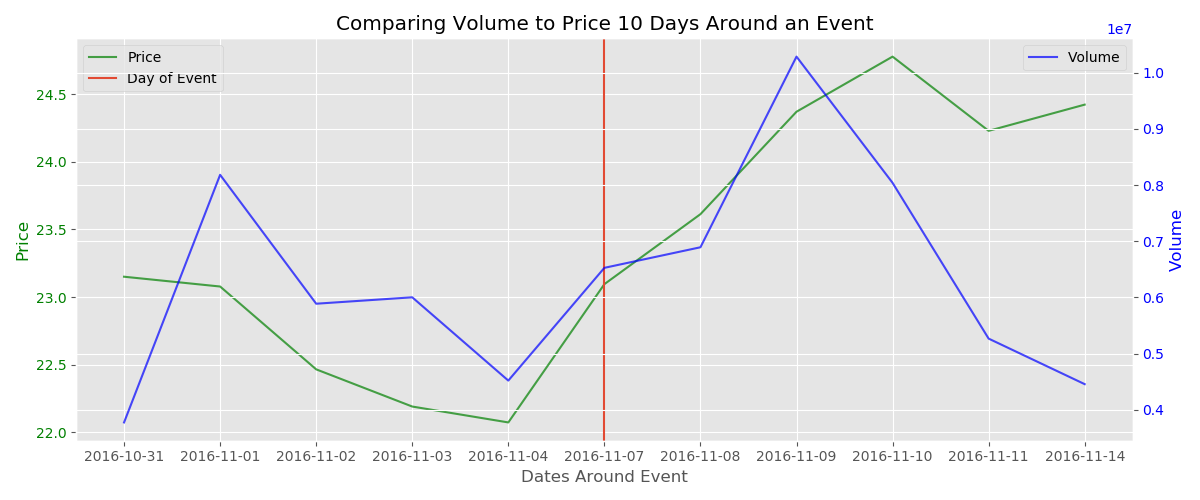 Comparing Volume to Price 10 Days Around an Event
1e7
Price
Day of Event
Volume
24.5
24.0
23.5
23.0
22.5
22.0
Price
1.0
0.9
0.8
0.7
0.6
0.5
0.4
Volume
2016-10-31 2016-11-01 2016-11-02 2016-11-03 2016-11-04 2016-11-07 2016-11-08 2016-11-09 2016-11-10 2016-11-11 2016-11-14
Dates Around Event